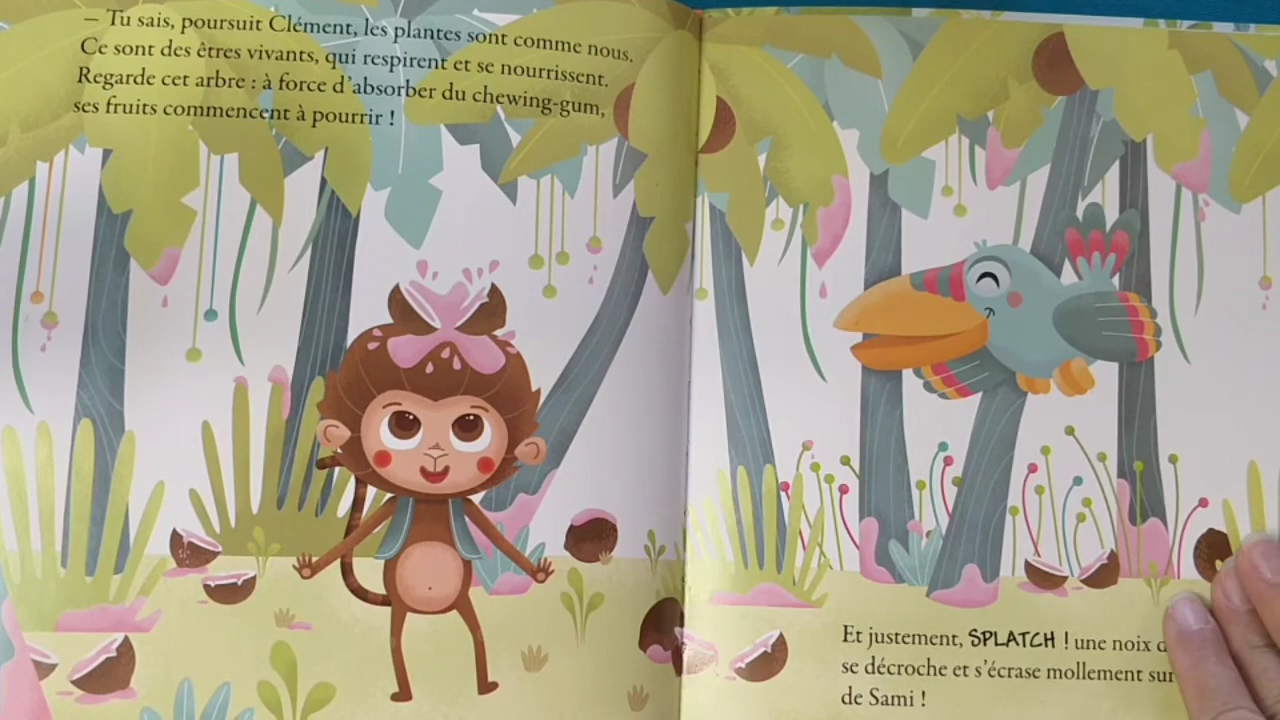 – Tu sais, poursuit Clément, les plantes sont comme nous.
Ce sont des êtres vivants, qui respirent et se nourrissent.
Regarde cet arbre : à force d'absorber du chewing-gum,
ses fruits commencent à pourrir !
Et justement, SPLATCH ! une noix
se décroche et s'écrase mollement sur
de Sami !